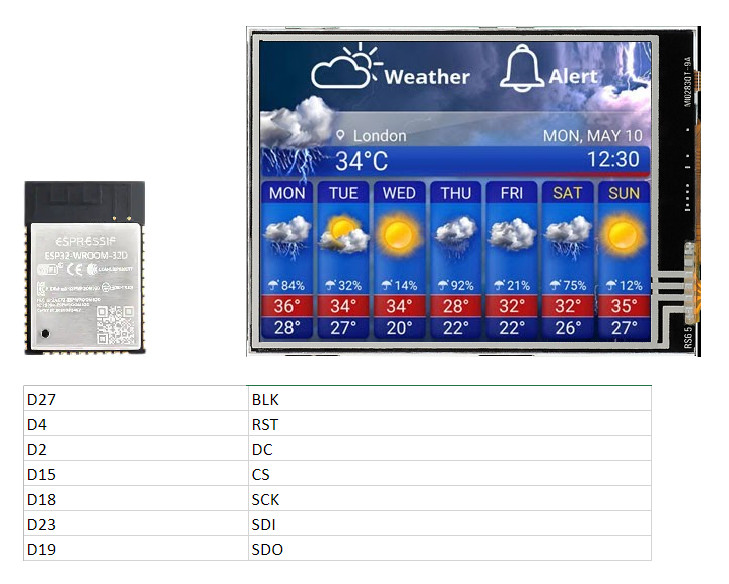 Weather
Alert
London
MON, MAY 10
34°C
12:30
MON TUE WED THU FRI SAT SUN
84% 32% 14% 92% 21% 75% 12%
36° 34° 34° 28° 32° 32° 35°
28° 27° 20° 22° 22° 26° 27°
MI0283QT-9A
RS6 5
ESPRESSIF
ESP32-WROOM-32D
D27 BLK
D4 RST
D2 DC
D15 CS
D18 SCK
D23 SDI
D19 SDO